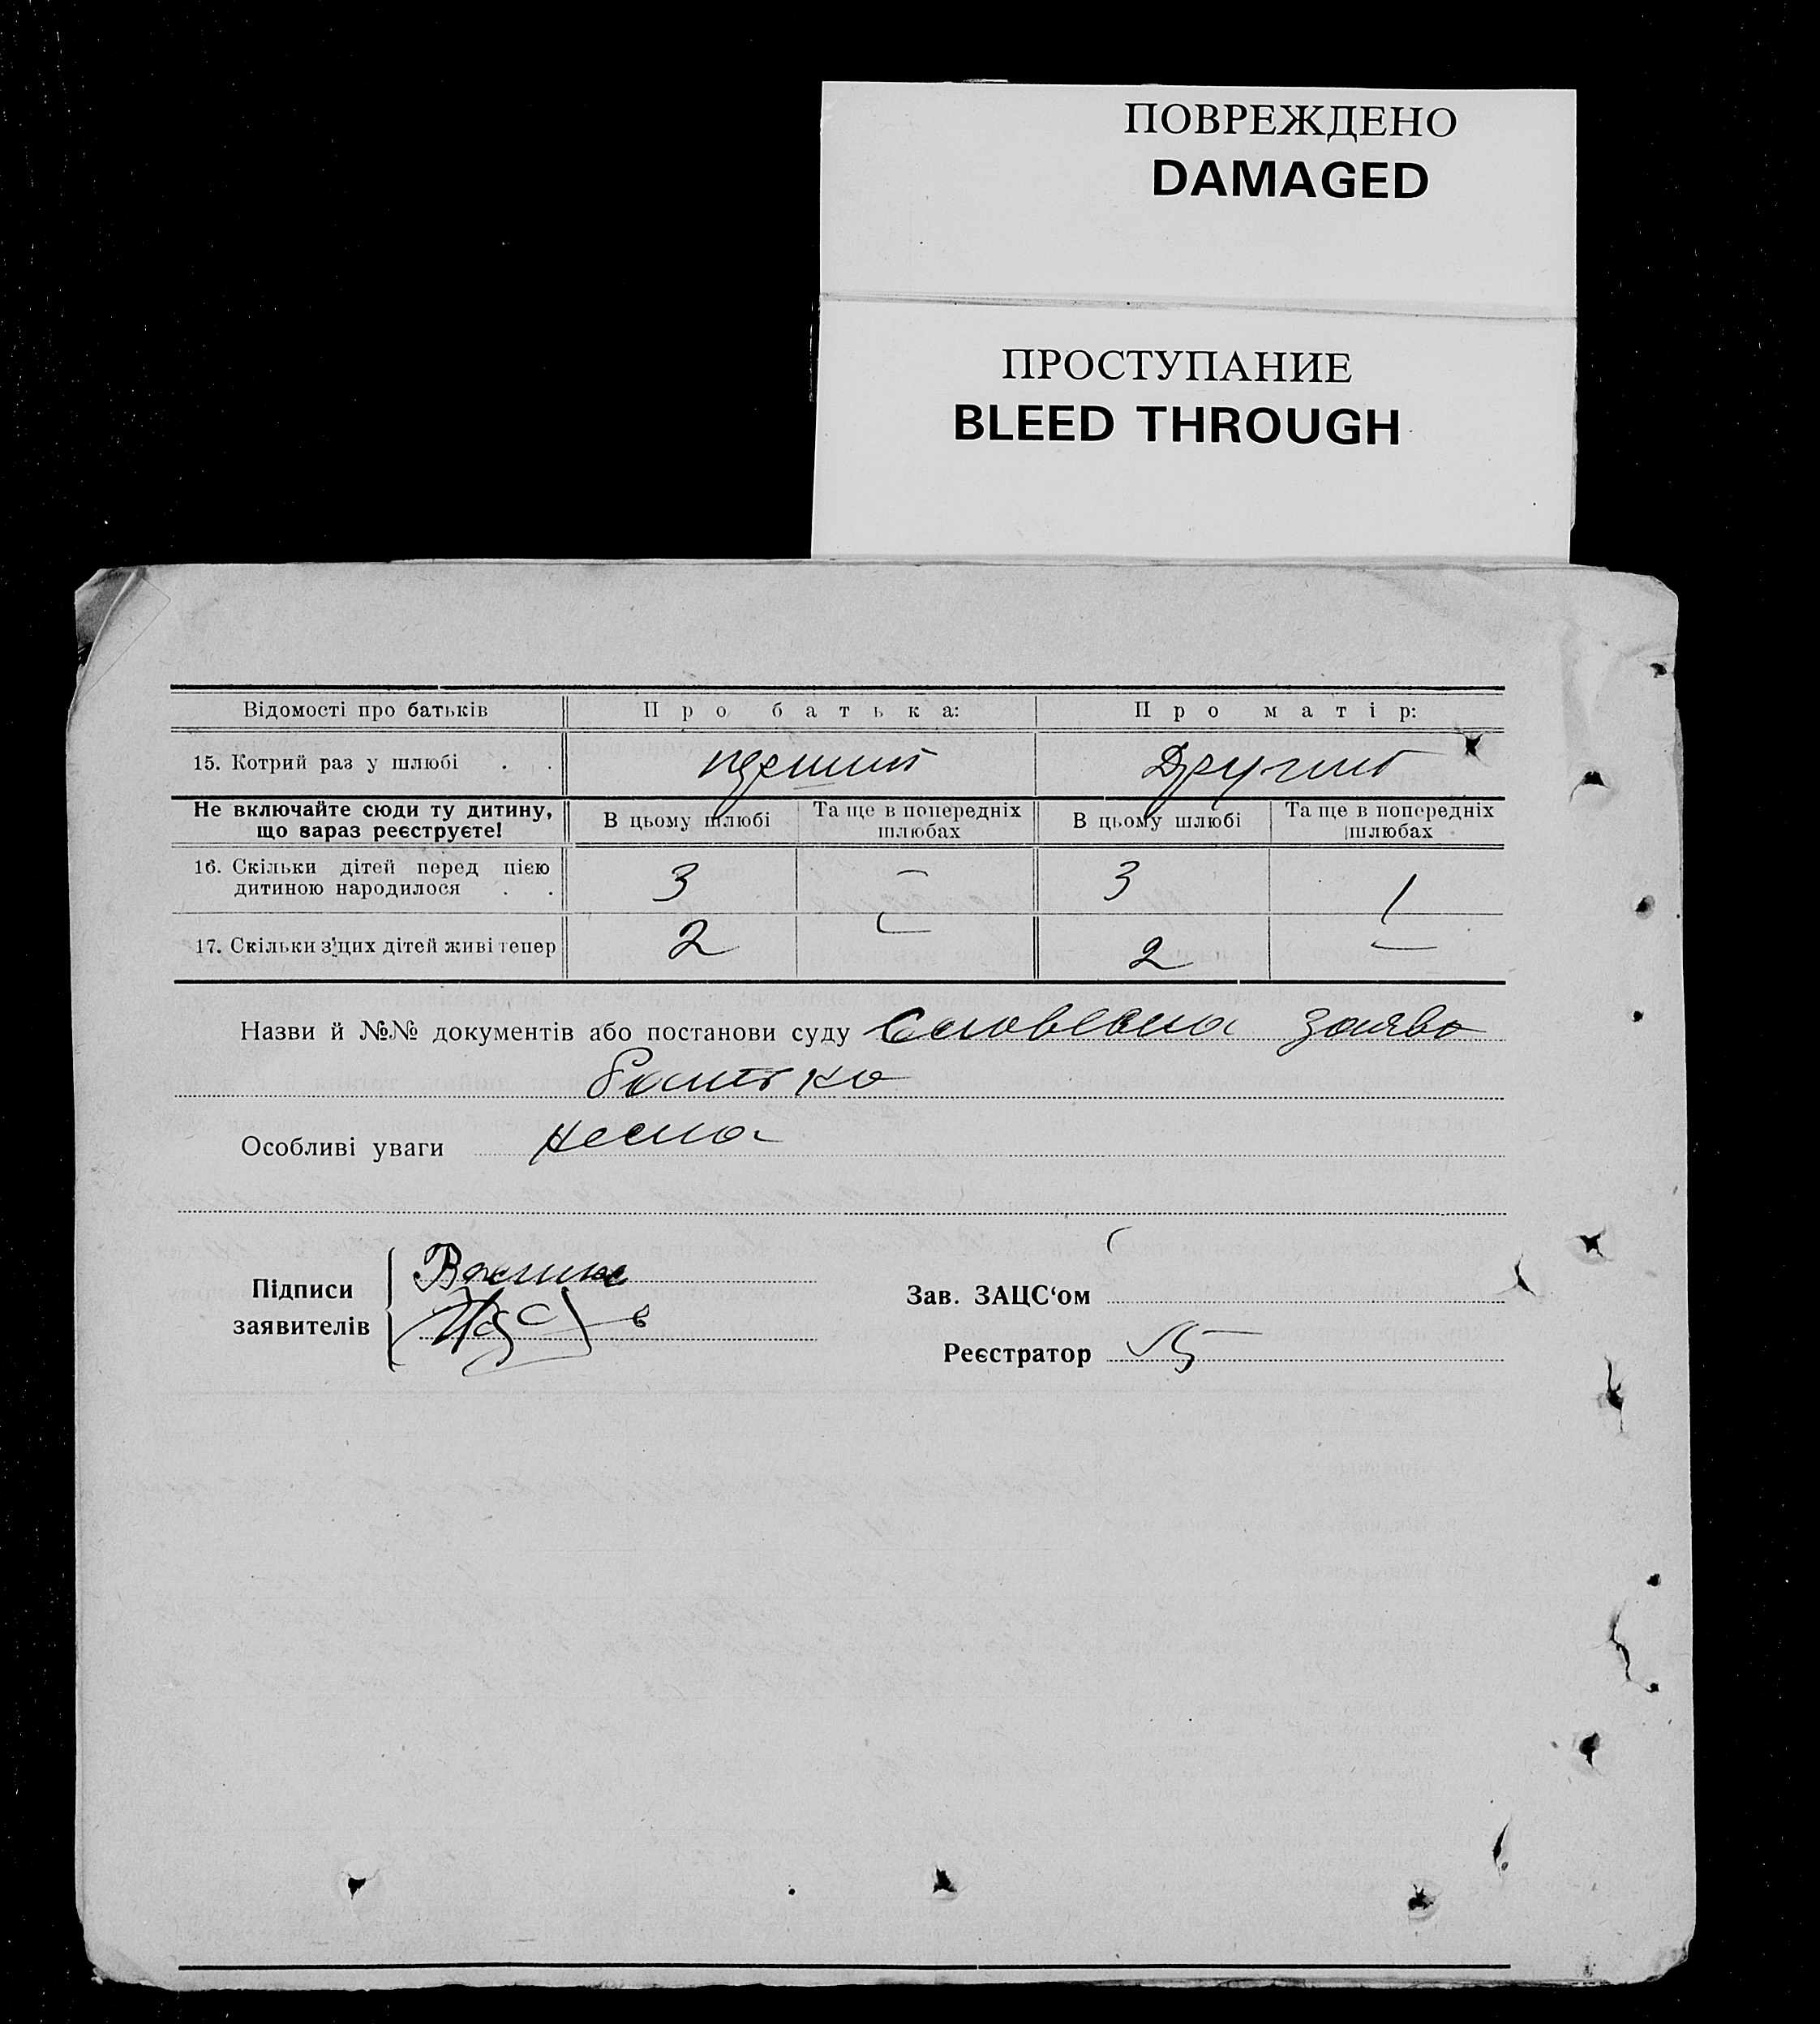 ПОВРЕЖДЕНО
DAMAGED
ПРОСТУПАНИЕ
BLEED THROUGH
Відомості про батьків Про батька: Про матір:
15. Котрий раз у шлюбі . . перший Другий
Не включайте сюди ту дитину, що зараз реєструєте! В цьому шлюбі Та ще в попередніх шлюбах В цьому шлюбі Та ще в попередніх шлюбах
16. Скільки дітей перед цією
дитиною народилося . . 3 — 3 1
17. Скільки з'цих дітей живі тепер 2 — 2 —
Назви й №№ документів або постанови суду Словесна заява
батька
Особливі уваги нема
Підписи
заявителів
Зав. ЗАЦС‘ом
Реєстратор